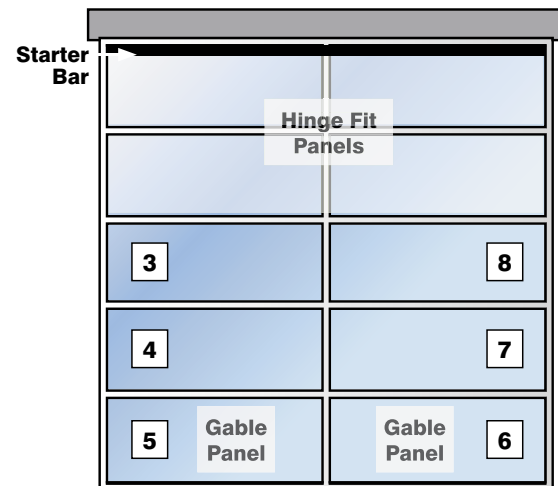 Starter
Bar
Hinge Fit
Panels
3
8
4
7
5
Gable
Panel
Gable
Panel
6